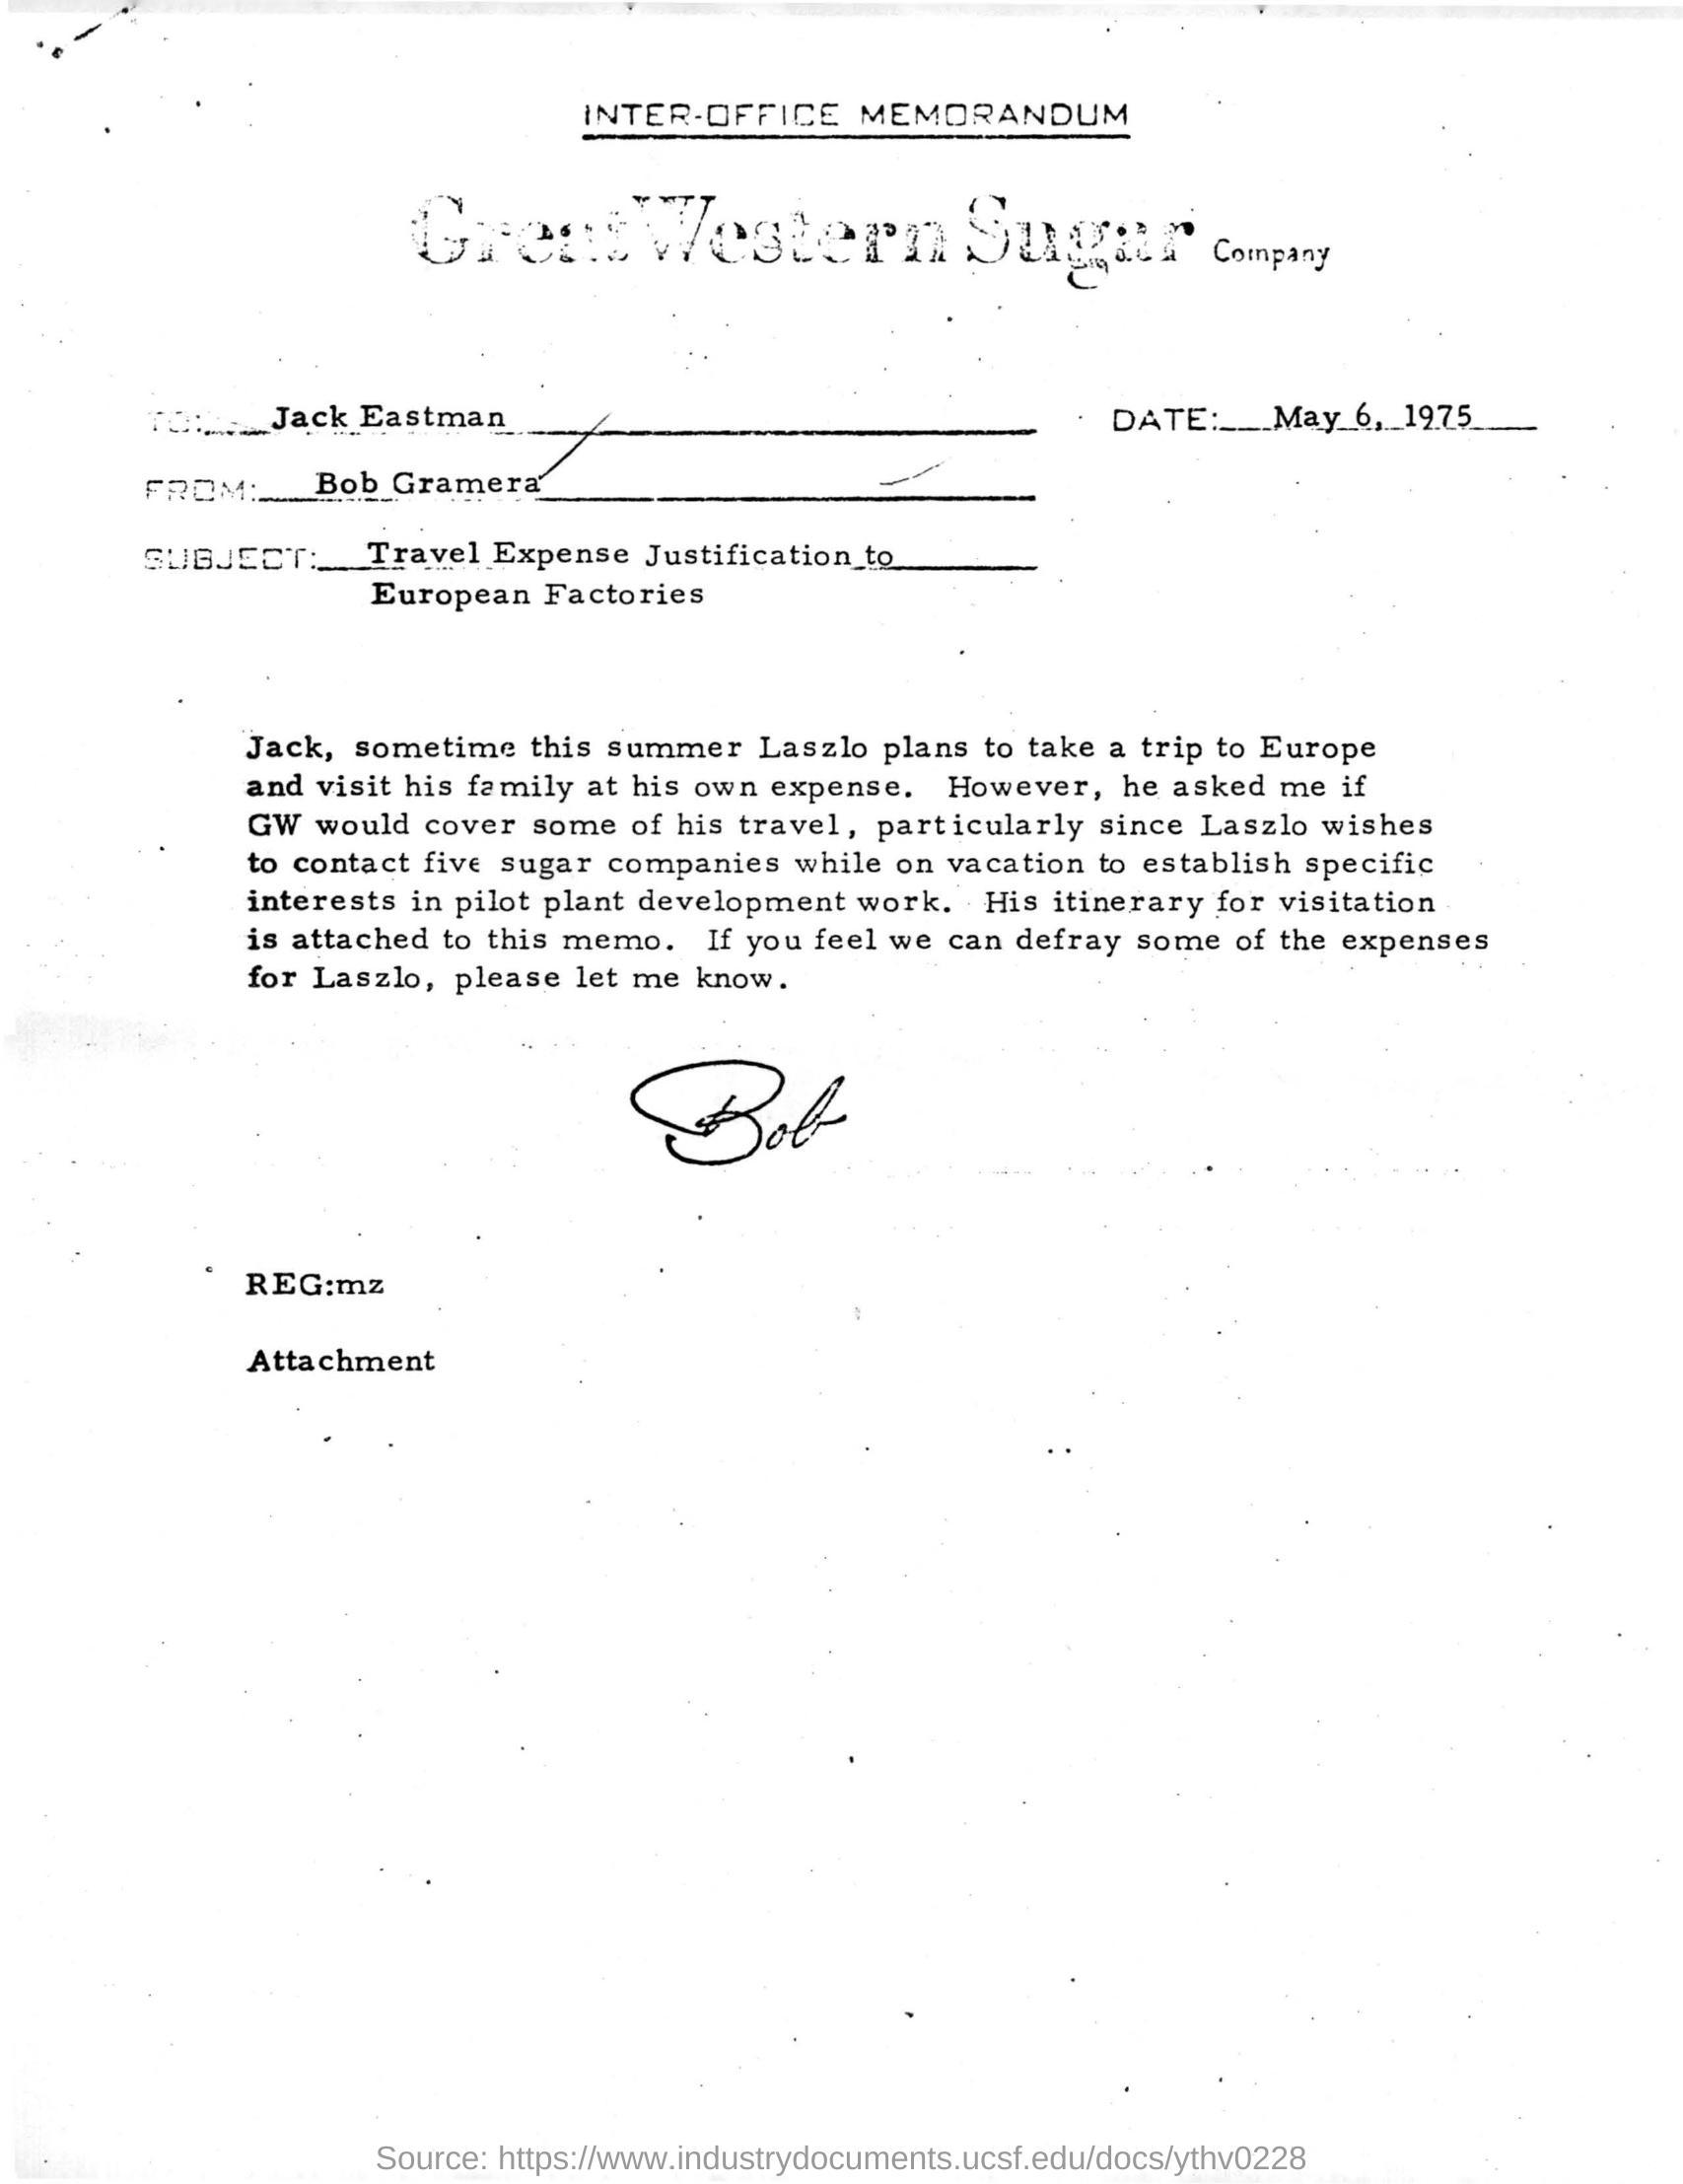 INTER-OFFICE MEMORANDUM
Great Western Sugar Company
TO: Jack Eastman DATE: May 6, 1975
FROM: Bob Gramera
SUBJECT: Travel Expense Justification to
European Factories
Jack, sometime this summer Laszlo plans to take a trip to Europe
and visit his family at his own expense. However, he asked me if
GW would cover some of his travel, particularly since Laszlo wishes
to contact five sugar companies while on vacation to establish specific
interests in pilot plant development work. His itinerary for visitation
is attached to this memo. If you feel we can defray some of the expenses
for Laszlo, please let me know.
Bob
REG:mz
Attachment
Source: https://www.industrydocuments.ucsf.edu/docs/ythv0228